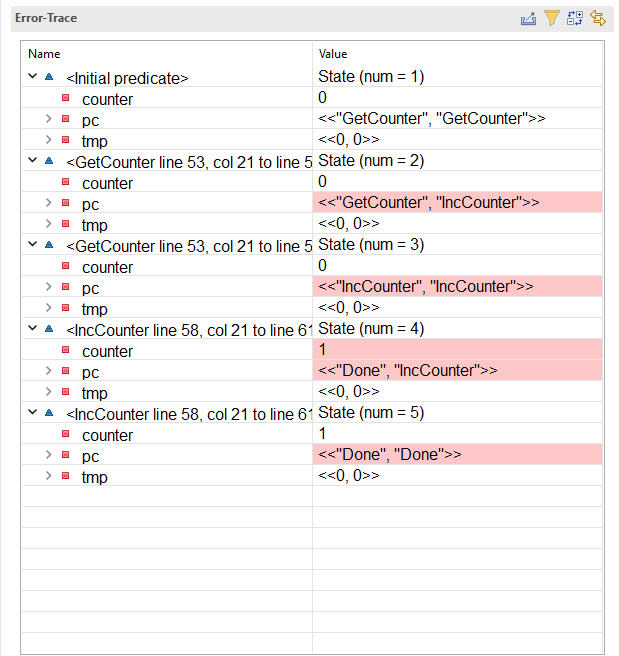 Error-Trace
Name Value
<Initial predicate> State (num = 1)
counter 0
pc <<"GetCounter", "GetCounter">>
tmp <<0, 0>>
<GetCounter line 53, col 21 to line 5 State (num = 2)
counter 0
pc <<"GetCounter", "IncCounter">>
tmp <<0, 0>>
<GetCounter line 53, col 21 to line 5 State (num = 3)
counter 0
pc <<"IncCounter", "IncCounter">>
tmp <<0, 0>>
<IncCounter line 58, col 21 to line 61 State (num = 4)
counter 1
pc <<"Done", "IncCounter">>
tmp <<0, 0>>
<IncCounter line 58, col 21 to line 61 State (num = 5)
counter 1
pc <<"Done", "Done">>
tmp <<0, 0>>